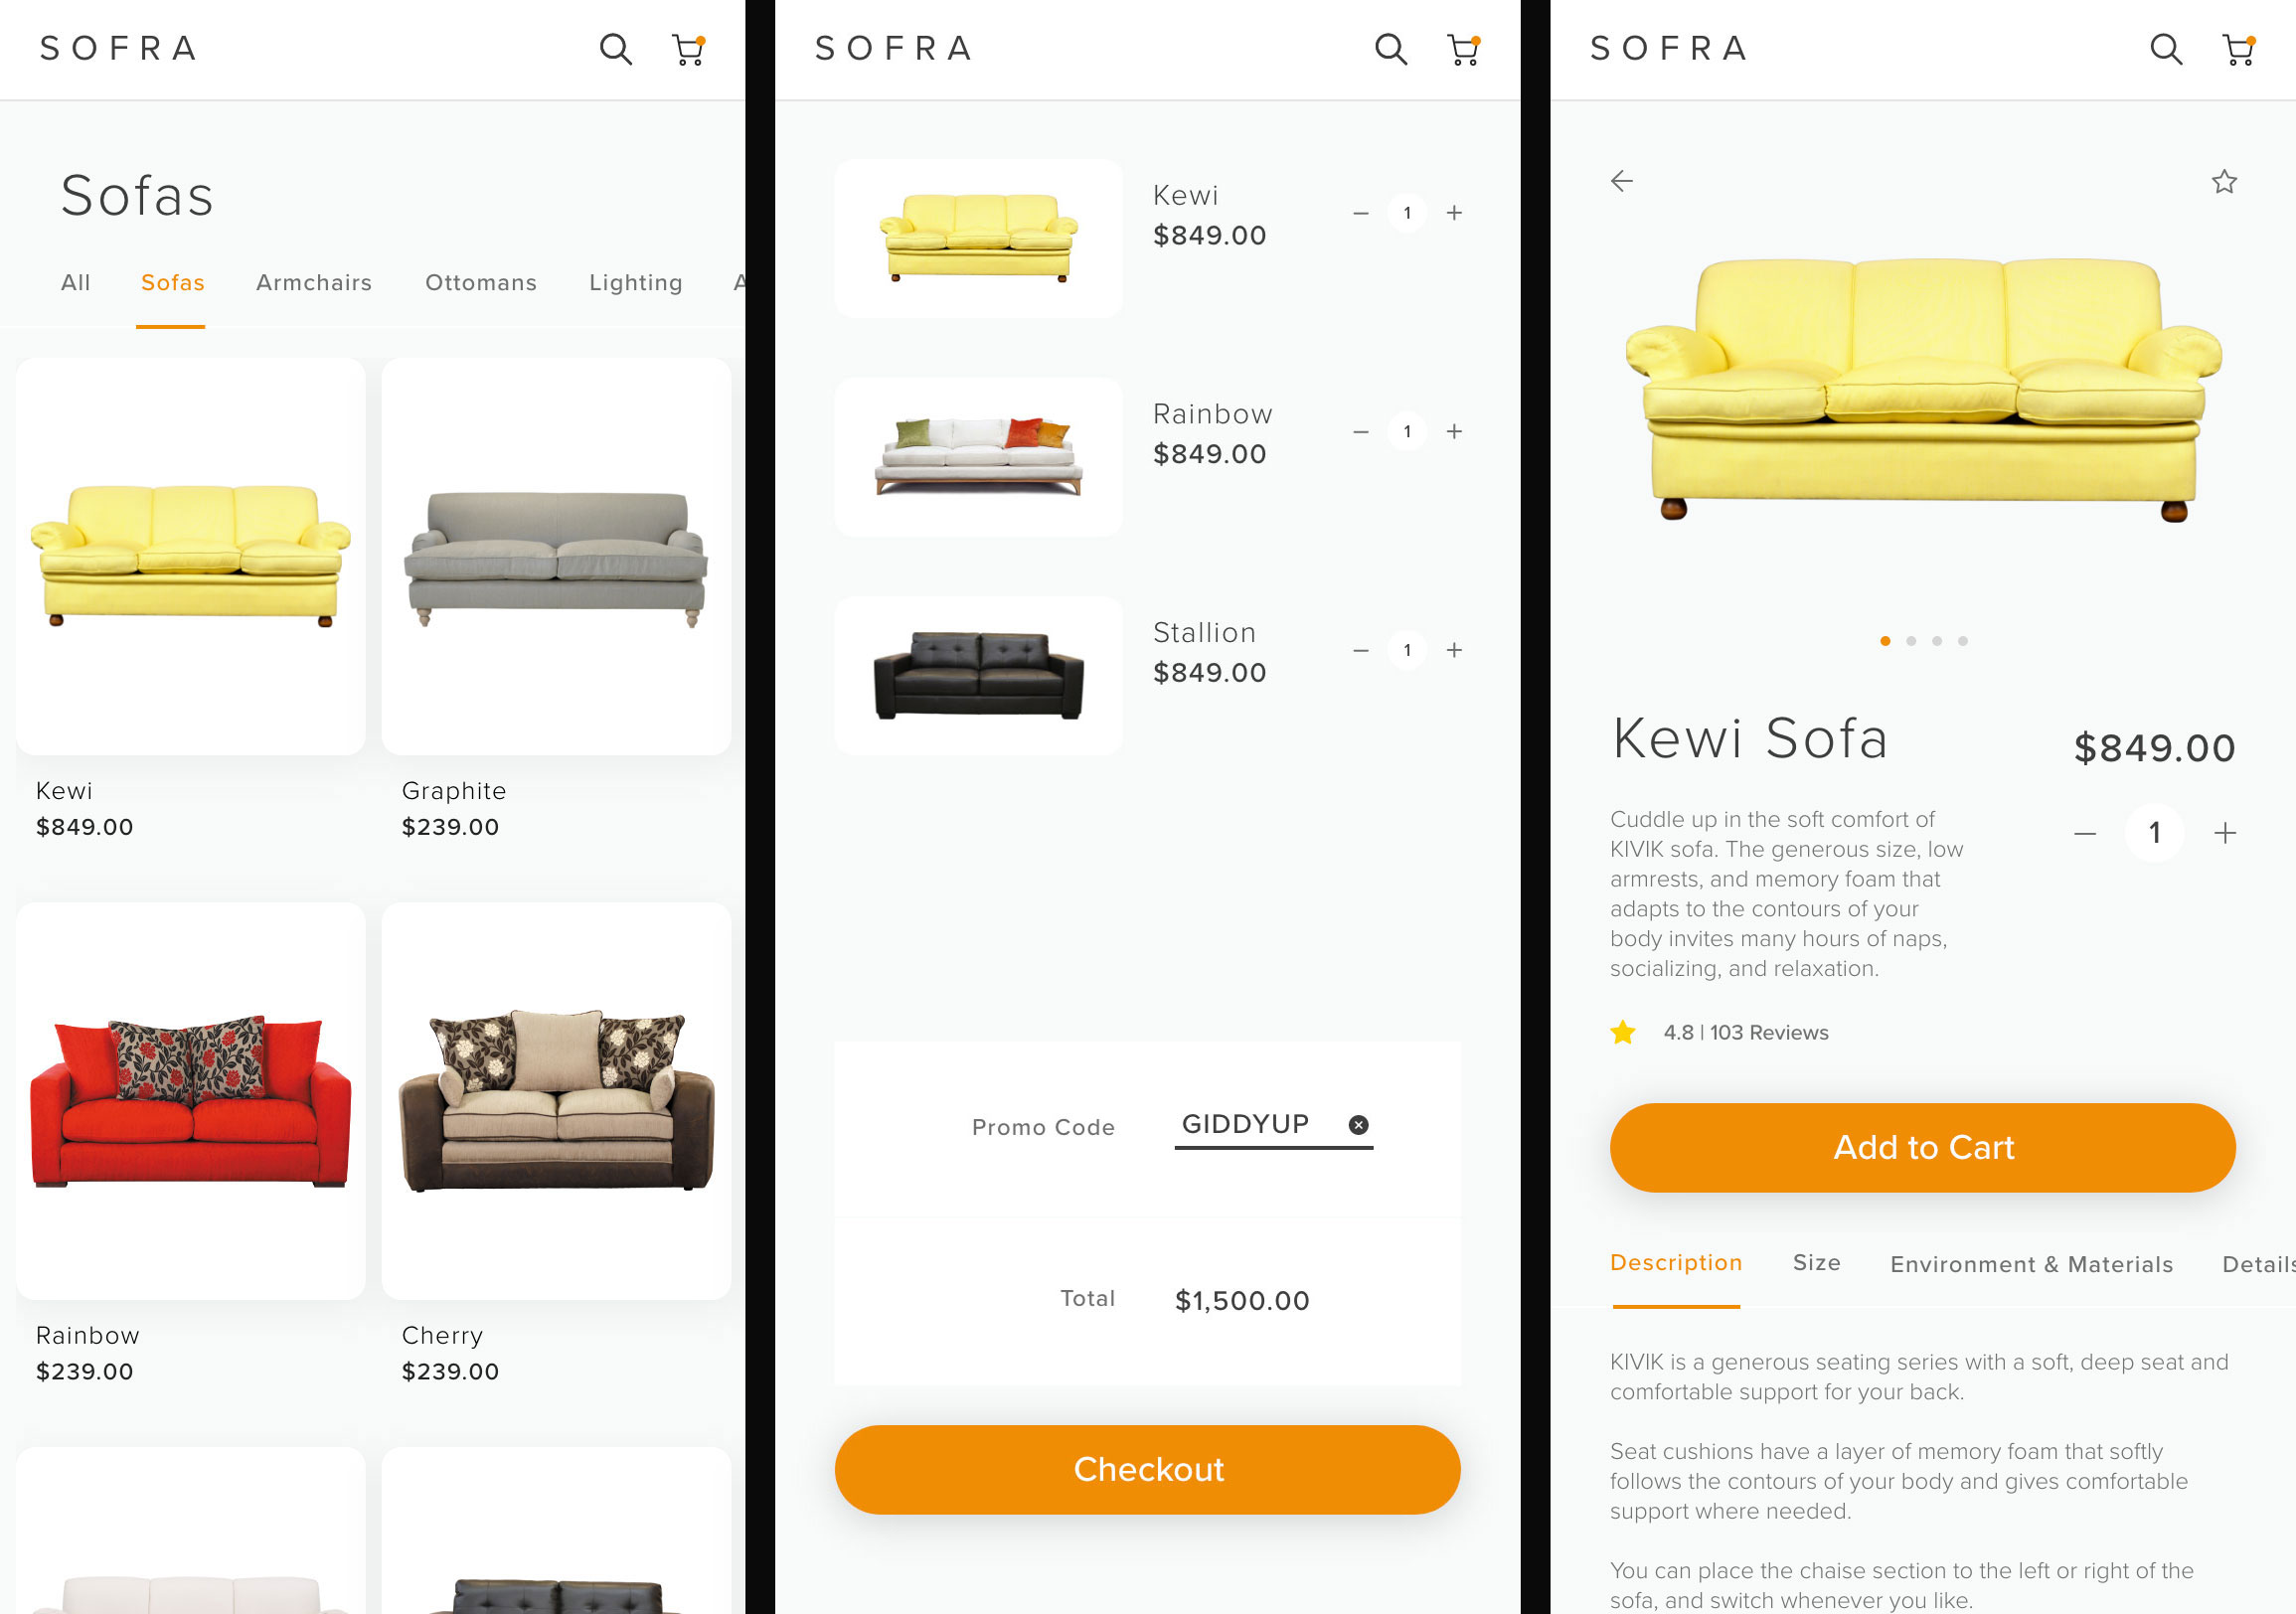 SOFRA
Sofas
All Sofas Armchairs Ottomans Lighting A
Kewi
$849.00
Graphite
$239.00
Rainbow
$239.00
Cherry
$239.00
SOFRA
Kewi
$849.00
− 1 +
Rainbow
$849.00
− 1 +
Stallion
$849.00
− 1 +
Promo Code GIDDYUP
Total $1,500.00
Checkout
SOFRA
Kewi Sofa
$849.00
Cuddle up in the soft comfort of
KIVIK sofa. The generous size, low
armrests, and memory foam that
adapts to the contours of your
body invites many hours of naps,
socializing, and relaxation.
− 1 +
4.8 | 103 Reviews
Add to Cart
Description Size Environment & Materials Details
KIVIK is a generous seating series with a soft, deep seat and
comfortable support for your back.
Seat cushions have a layer of memory foam that softly
follows the contours of your body and gives comfortable
support where needed.
You can place the chaise section to the left or right of the
sofa, and switch whenever you like.